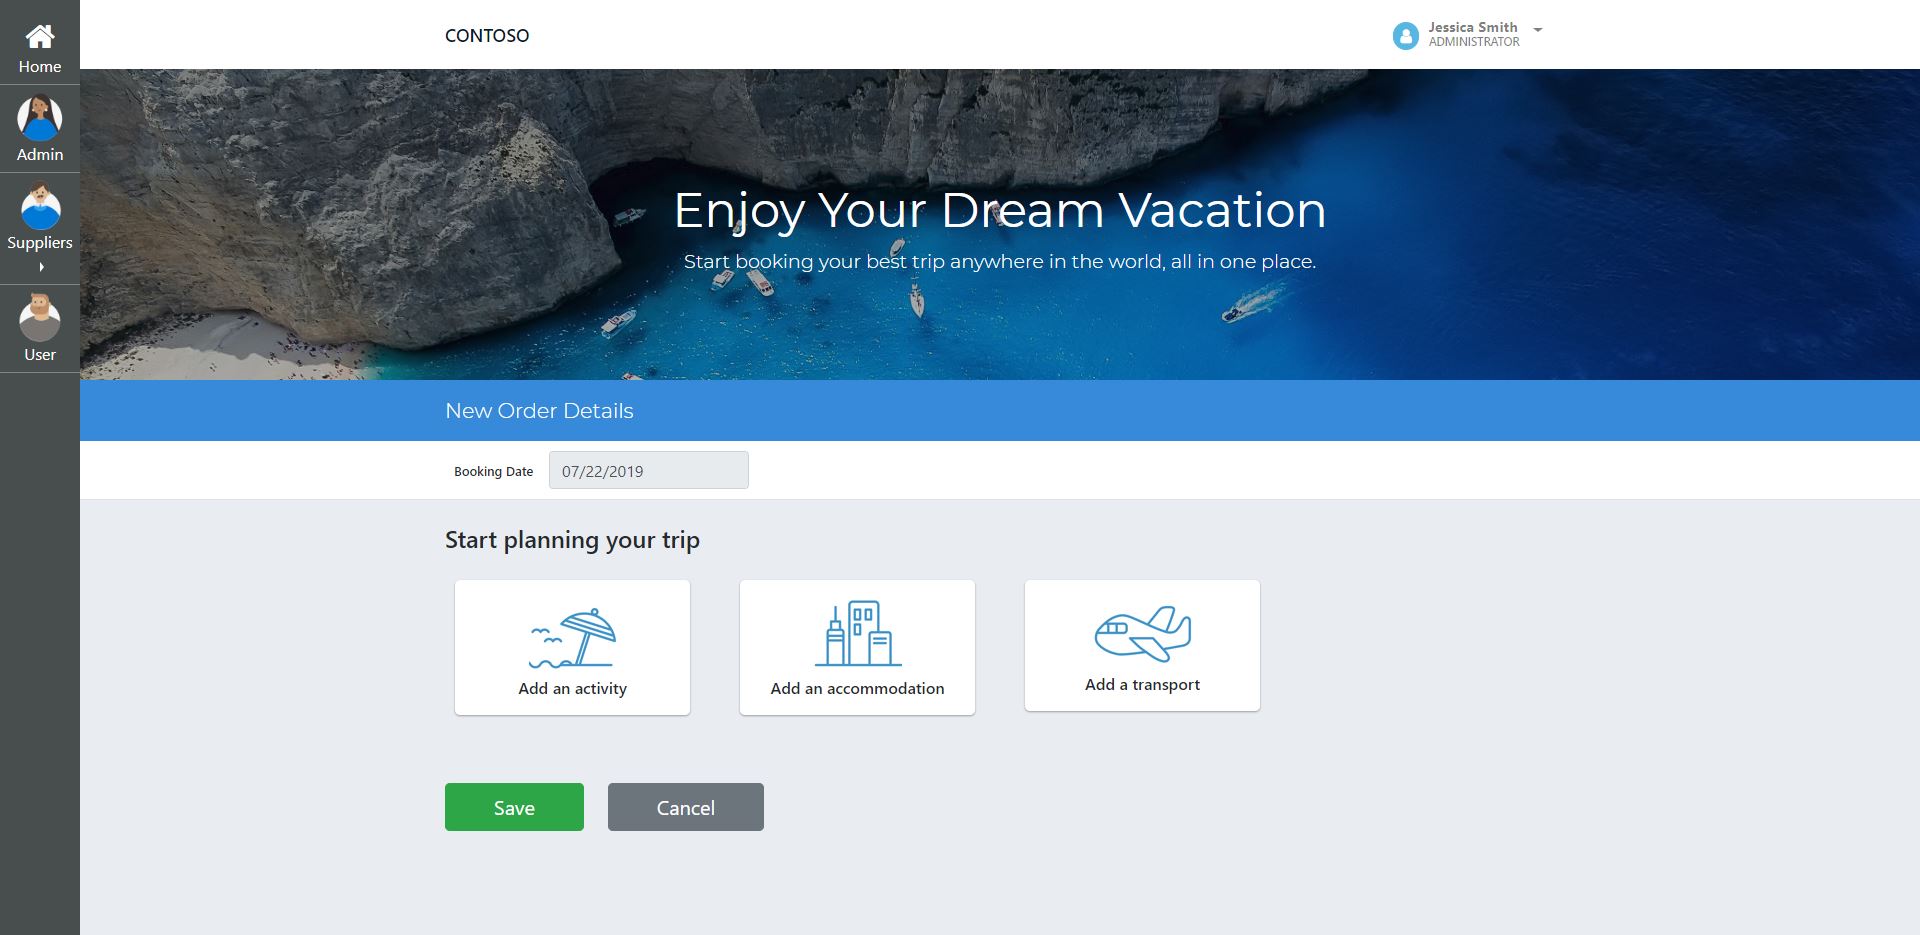 Home
Admin
Suppliers
User
CONTOSO
Jessica Smith
ADMINISTRATOR
Enjoy Your Dream Vacation
Start booking your best trip anywhere in the world, all in one place.
New Order Details
Booking Date 07/22/2019
Start planning your trip
Add an activity
Add an accommodation
Add a transport
Save
Cancel